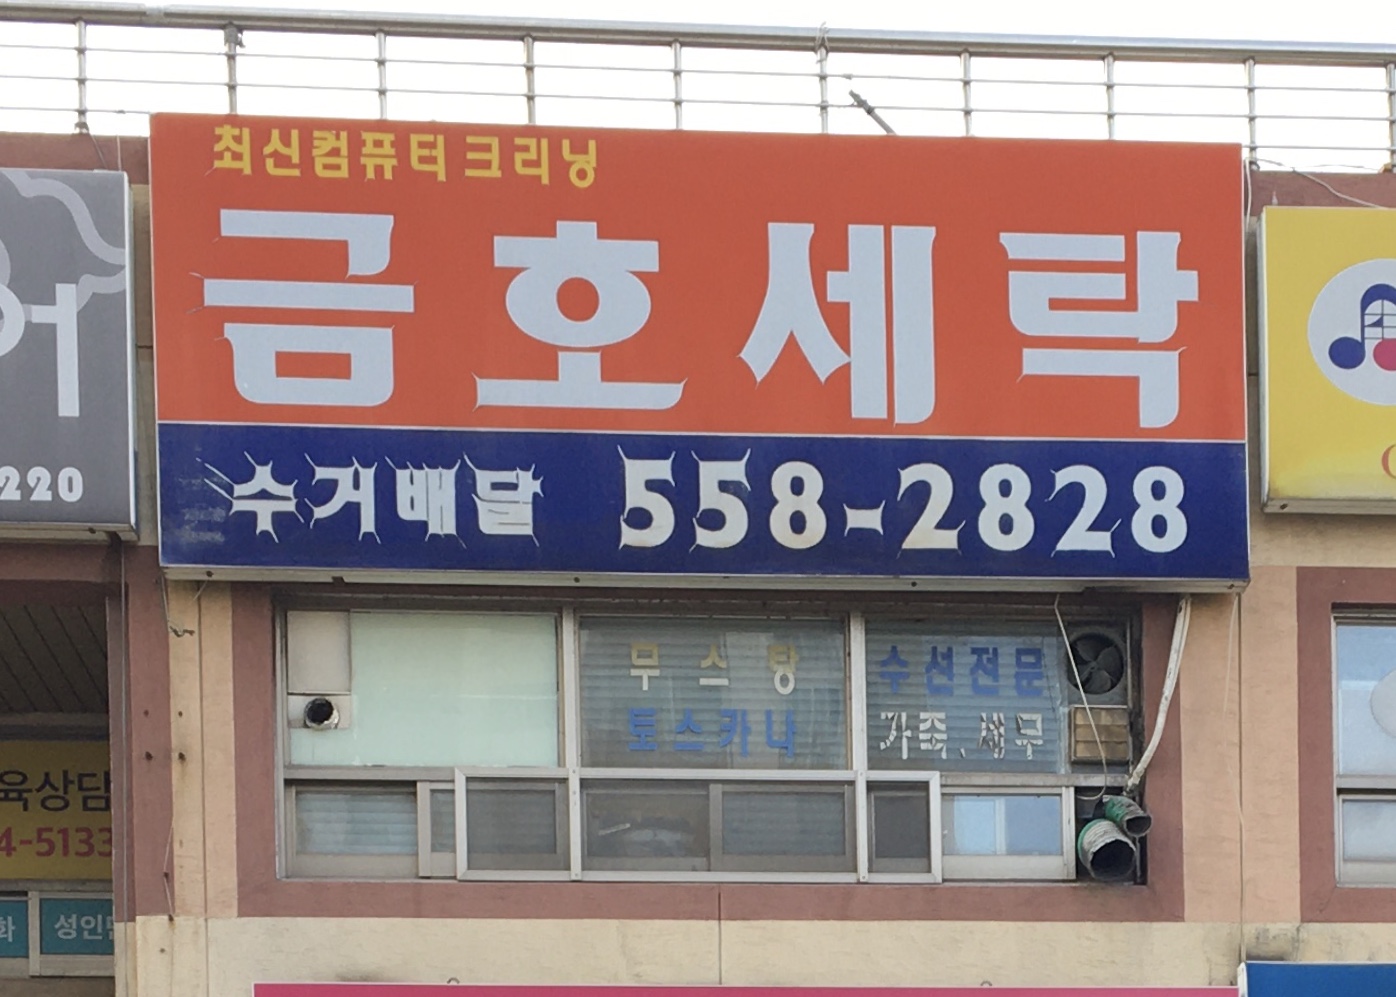 최신컴퓨터크리닝
금호세탁
수거배달 558-2828
무스탕
토스카나
수선전문
가죽, 세무
어
220
육상담
4-5133
화
성인